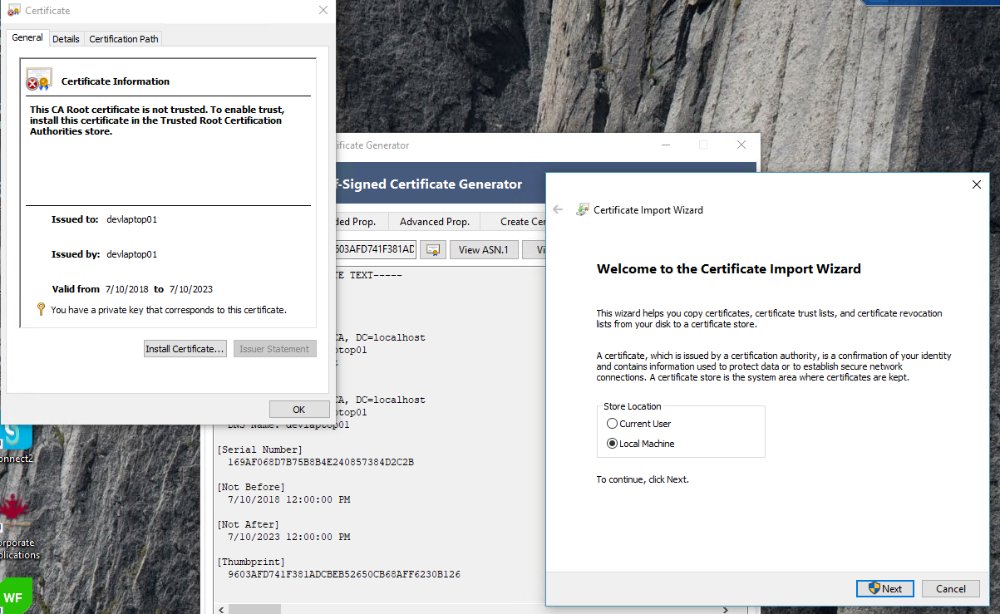 Certificate
General
Details
Certification Path
Certificate Information
This CA Root certificate is not trusted. To enable trust,
install this certificate in the Trusted Root Certification
Authorities store.
Issued to: devlaptop01
Issued by: devlaptop01
Valid from 7/10/2018 to 7/10/2023
You have a private key that corresponds to this certificate.
Install Certificate...
Issuer Statement
OK
ificate Generator
f-Signed Certificate Generator
ded Prop.
Advanced Prop.
Create Cer
603AFD741F381AD
View ASN.1
Vi
E TEXT-----
CA, DC=localhost
ptop01
t
CA, DC=localhost
ptop01
DNS Name: devlaptop01
[Serial Number]
169AF068D7B75B8B4E240857384D2C2B
[Not Before]
7/10/2018 12:00:00 PM
[Not After]
7/10/2023 12:00:00 PM
[Thumbprint]
9603AFD741F381ADCBEB52650CB68AFF6230B126
Certificate Import Wizard
Welcome to the Certificate Import Wizard
This wizard helps you copy certificates, certificate trust lists, and certificate revocation
lists from your disk to a certificate store.
A certificate, which is issued by a certification authority, is a confirmation of your identity
and contains information used to protect data or to establish secure network
connections. A certificate store is the system area where certificates are kept.
Store Location
Current User
Local Machine
To continue, click Next.
Next
Cancel
S
onnect2
orporate
plications
WF